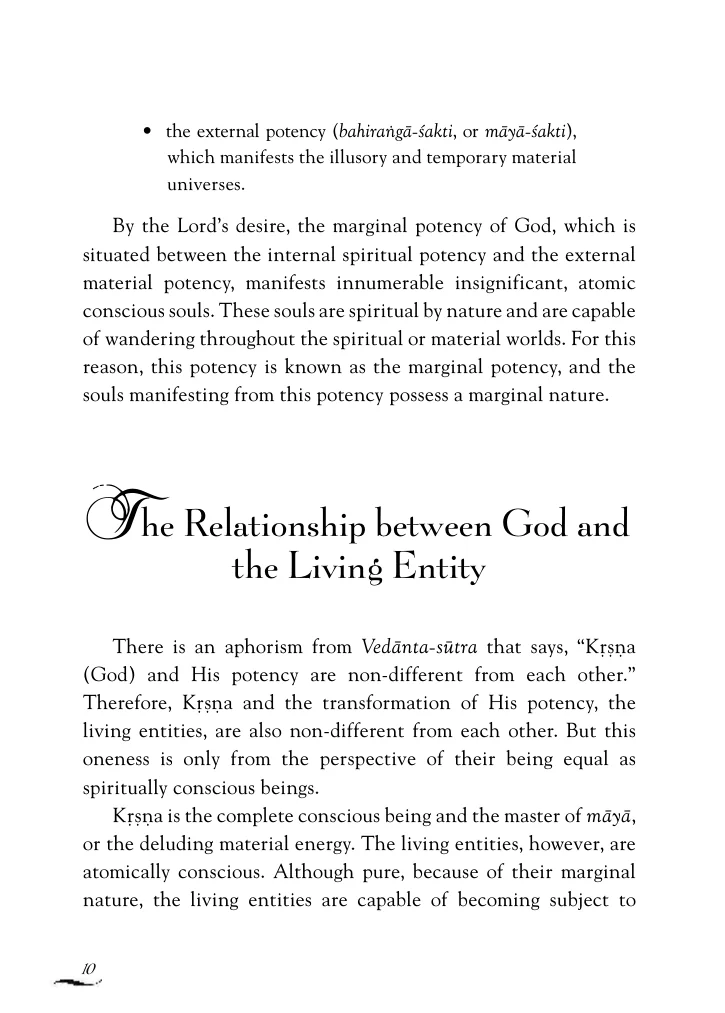 • the external potency (bahiraṅgā-śakti, or māyā-śakti),
which manifests the illusory and temporary material
universes.
By the Lord’s desire, the marginal potency of God, which is
situated between the internal spiritual potency and the external
material potency, manifests innumerable insignificant, atomic
conscious souls. These souls are spiritual by nature and are capable
of wandering throughout the spiritual or material worlds. For this
reason, this potency is known as the marginal potency, and the
souls manifesting from this potency possess a marginal nature.
The Relationship between God and
the Living Entity
There is an aphorism from Vedānta-sūtra that says, “Kṛṣṇa
(God) and His potency are non-different from each other.”
Therefore, Kṛṣṇa and the transformation of His potency, the
living entities, are also non-different from each other. But this
oneness is only from the perspective of their being equal as
spiritually conscious beings.
Kṛṣṇa is the complete conscious being and the master of māyā,
or the deluding material energy. The living entities, however, are
atomically conscious. Although pure, because of their marginal
nature, the living entities are capable of becoming subject to
10